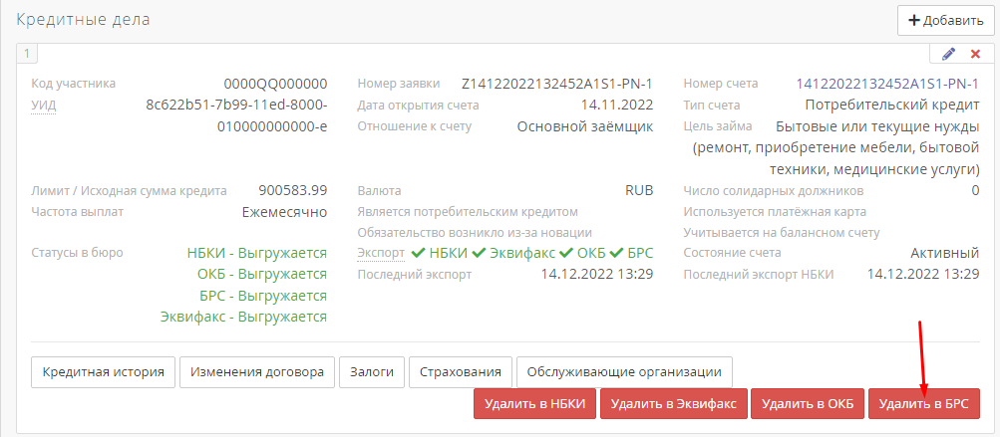 Кредитные дела
Добавить
1
Код участника 0000QQ000000
УИД 8c622b51-7b99-11ed-8000-
010000000000-e
Номер заявки Z14122022132452A1S1-PN-1
Дата открытия счета 14.11.2022
Отношение к счету Основной заёмщик
Номер счета 14122022132452A1S1-PN-1
Тип счета Потребительский кредит
Цель займа Бытовые или текущие нужды
(ремонт, приобретение мебели, бытовой
техники, медицинские услуги)
Лимит / Исходная сумма кредита 900583.99
Частота выплат Ежемесячно
Валюта RUB
Является потребительским кредитом
Обязательство возникло из-за новации
Число солидарных должников 0
Используется платёжная карта
Учитывается на балансном счету
Статусы в бюро НБКИ - Выгружается
ОКБ - Выгружается
БРС - Выгружается
Эквифакс - Выгружается
Экспорт НБКИ Эквифакс ОКБ БРС
Последний экспорт 14.12.2022 13:29
Состояние счета Активный
Последний экспорт НБКИ 14.12.2022 13:29
Кредитная история Изменения договора Залоги Страхования Обслуживающие организации
Удалить в НБКИ Удалить в Эквифакс Удалить в ОКБ Удалить в БРС